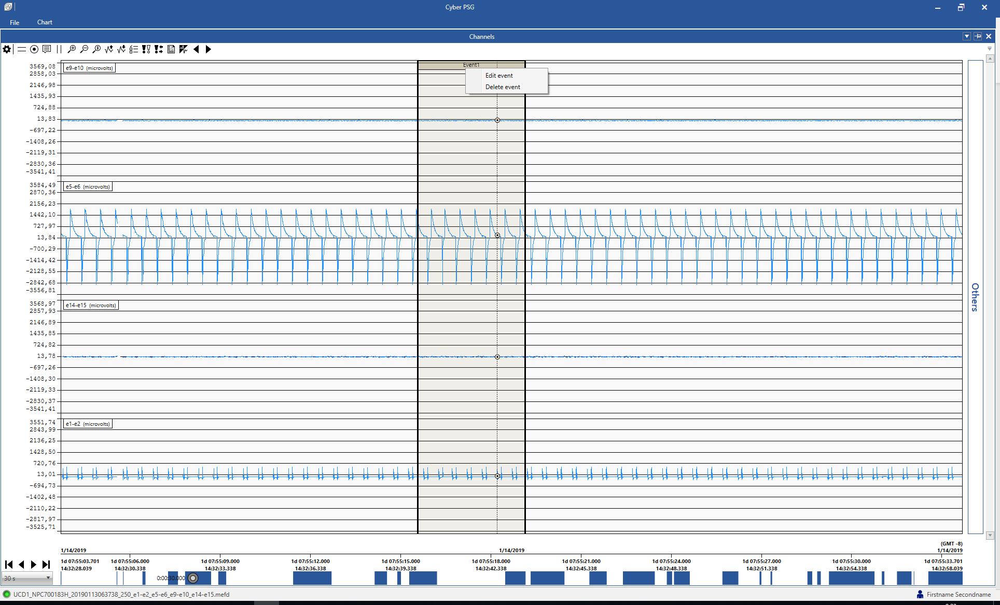 Cyber PSG
File Chart
Channels
Event1
Edit event
Delete event
e9-e10 (microvolts)
3569,08
2858,03
2146,98
1435,93
724,88
13,83
-697,22
-1408,26
-2119,31
-2830,36
-3541,41
e5-e6 (microvolts)
3584,49
2870,36
2156,23
1442,10
727,97
13,84
-700,29
-1414,42
-2128,55
-2842,68
-3556,81
e14-e15 (microvolts)
3568,97
2857,93
2146,89
1435,85
724,82
13,78
-697,26
-1408,30
-2119,33
-2830,37
-3541,41
e1-e2 (microvolts)
3551,74
2843,99
2136,25
1428,50
720,76
13,01
-694,73
-1402,48
-2110,22
-2817,97
-3525,71
Others
(GMT -8)
1/14/2019 1/14/2019 1/14/2019
1d 07:55:03.701 1d 07:55:06.000 1d 07:55:09.000 1d 07:55:12.000 1d 07:55:15.000 1d 07:55:18.000 1d 07:55:21.000 1d 07:55:24.000 1d 07:55:27.000 1d 07:55:30.000 1d 07:55:33.701
14:32:28.039 14:32:30.338 14:32:33.338 14:32:36.338 14:32:39.338 14:32:42.338 14:32:45.338 14:32:48.338 14:32:51.338 14:32:54.338 14:32:58.039
30 s 0:00:30.000
UCD1_NPC700183H_20190113063738_250_e1-e2_e5-e6_e9-e10_e14-e15.mefd Firstname Secondname